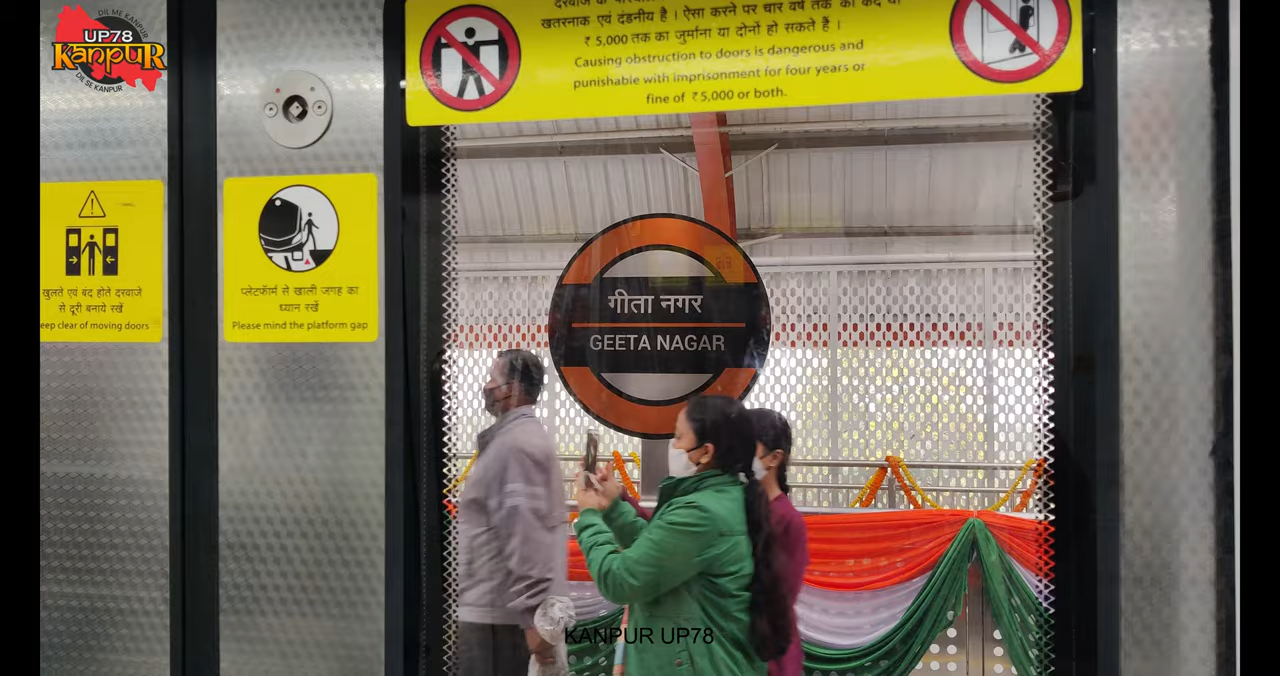 DIL ME KANPUR
UP78
KANPUR
DIL SE KANPUR
खतरनाक एवं दंडनीय है । ऐसा करने पर चार वर्ष तक की कैद या
₹ 5,000 तक का जुर्माना या दोनों हो सकते हैं ।
Causing obstruction to doors is dangerous and
punishable with imprisonment for four years or
fine of ₹5,000 or both.
खुलते एवं बंद होते दरवाजे
से दूरी बनाये रखें
eep clear of moving doors
प्लेटफॅार्म से खाली जगह का
ध्यान रखें
Please mind the platform gap
गीता नगर
GEETA NAGAR
KANPUR UP78